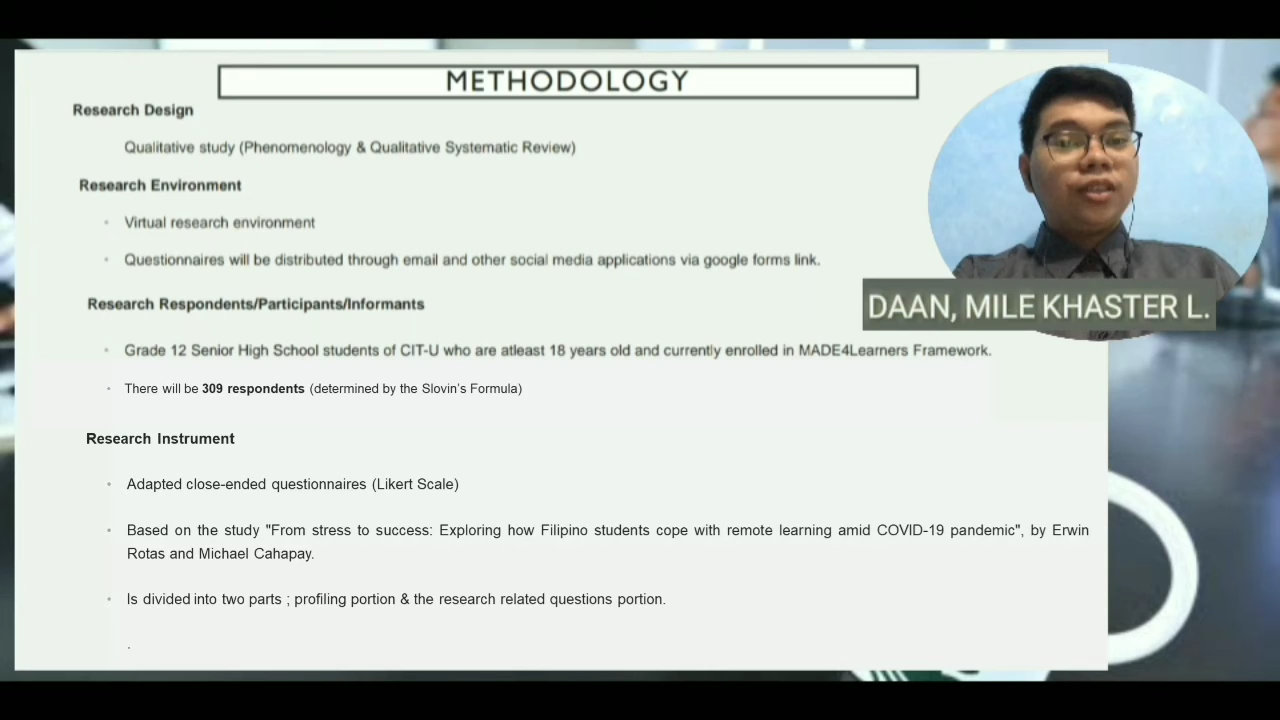 METHODOLOGY
Research Design
Qualitative study (Phenomenology & Qualitative Systematic Review)
Research Environment
Virtual research environment
Questionnaires will be distributed through email and other social media applications via google forms link.
DAAN, MILE KHASTER L.
Research Respondents/Participants/Informants
Grade 12 Senior High School students of CIT-U who are atleast 18 years old and currently enrolled in MADE4Learners Framework.
There will be 309 respondents (determined by the Slovin's Formula)
Research Instrument
Adapted close-ended questionnaires (Likert Scale)
Based on the study "From stress to success: Exploring how Filipino students cope with remote learning amid COVID-19 pandemic", by Erwin
Rotas and Michael Cahapay.
Is divided into two parts ; profiling portion & the research related questions portion.
.